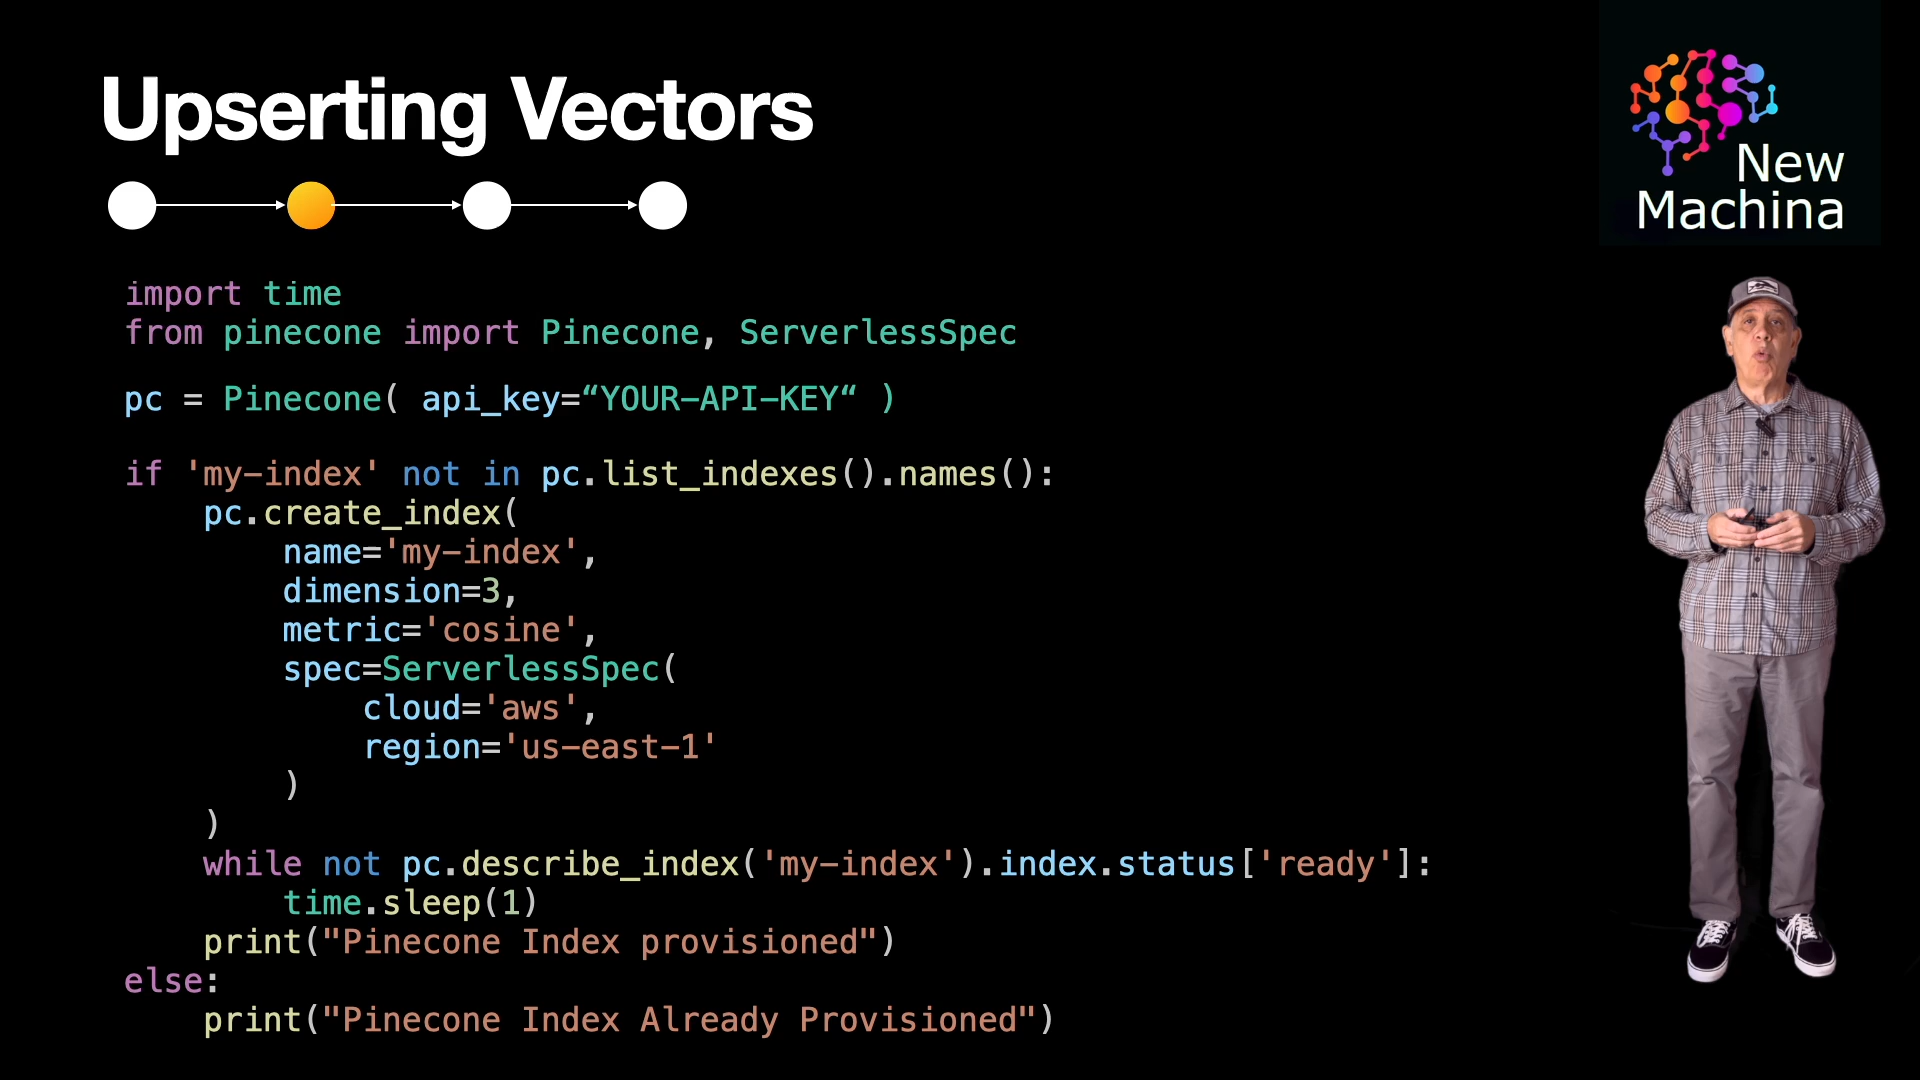 Upserting Vectors
New
Machina
import time
from pinecone import Pinecone, ServerlessSpec
pc = Pinecone( api_key=“YOUR-API-KEY“ )
if 'my-index' not in pc.list_indexes().names():
    pc.create_index(
        name='my-index',
        dimension=3,
        metric='cosine',
        spec=ServerlessSpec(
            cloud='aws',
            region='us-east-1'
        )
    )
    while not pc.describe_index('my-index').index.status['ready']:
        time.sleep(1)
    print("Pinecone Index provisioned")
else:
    print("Pinecone Index Already Provisioned")